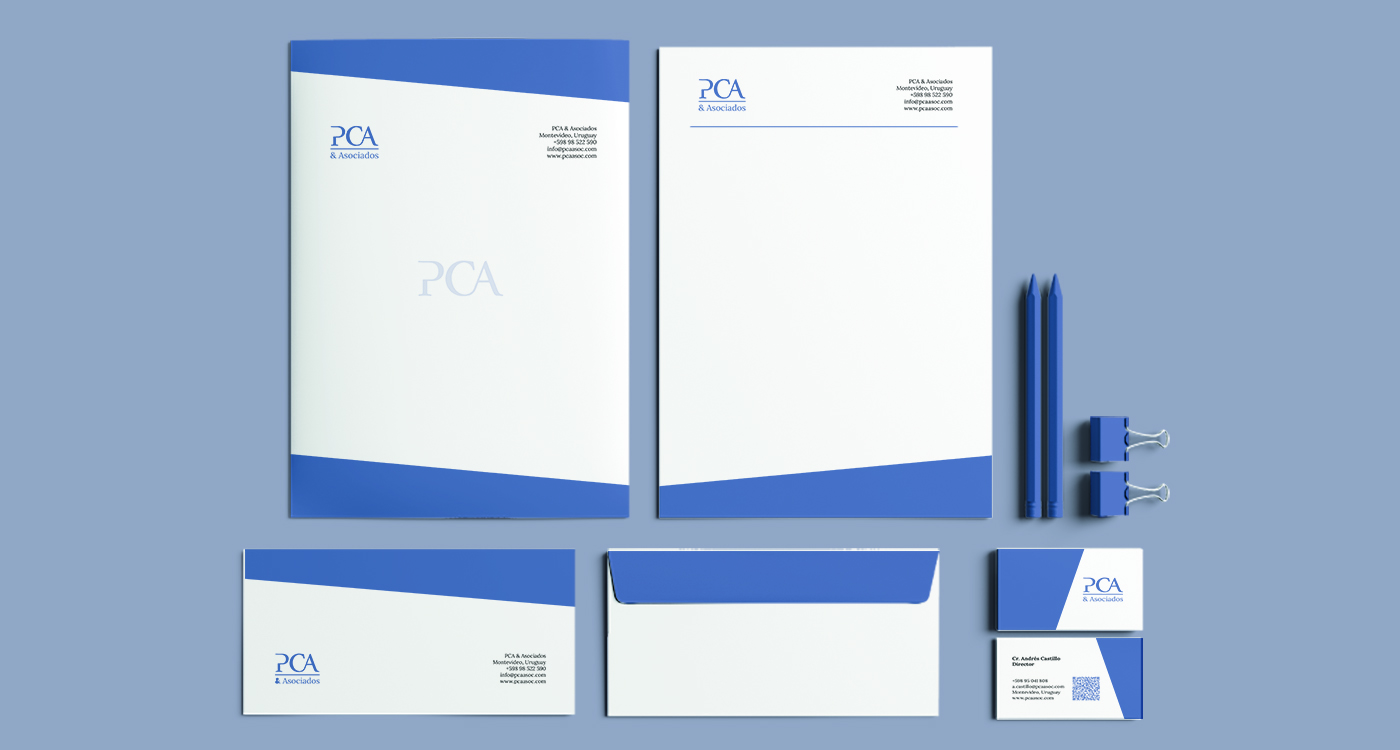 PCA
& Asociados
PCA & Asociados
Montevideo, Uruguay
+598 98 522 590
info@pcaasoc.com
www.pcaasoc.com
PCA
PCA
& Asociados
PCA & Asociados
Montevideo, Uruguay
+598 98 522 590
info@pcaasoc.com
www.pcaasoc.com
PCA
& Asociados
PCA & Asociados
Montevideo, Uruguay
+598 98 522 590
info@pcaasoc.com
www.pcaasoc.com
PCA
& Asociados
Cr. Andrés Castillo
Director
+598 95 041 808
a.castillo@pcaasoc.com
Montevideo, Uruguay
www.pcaasoc.com